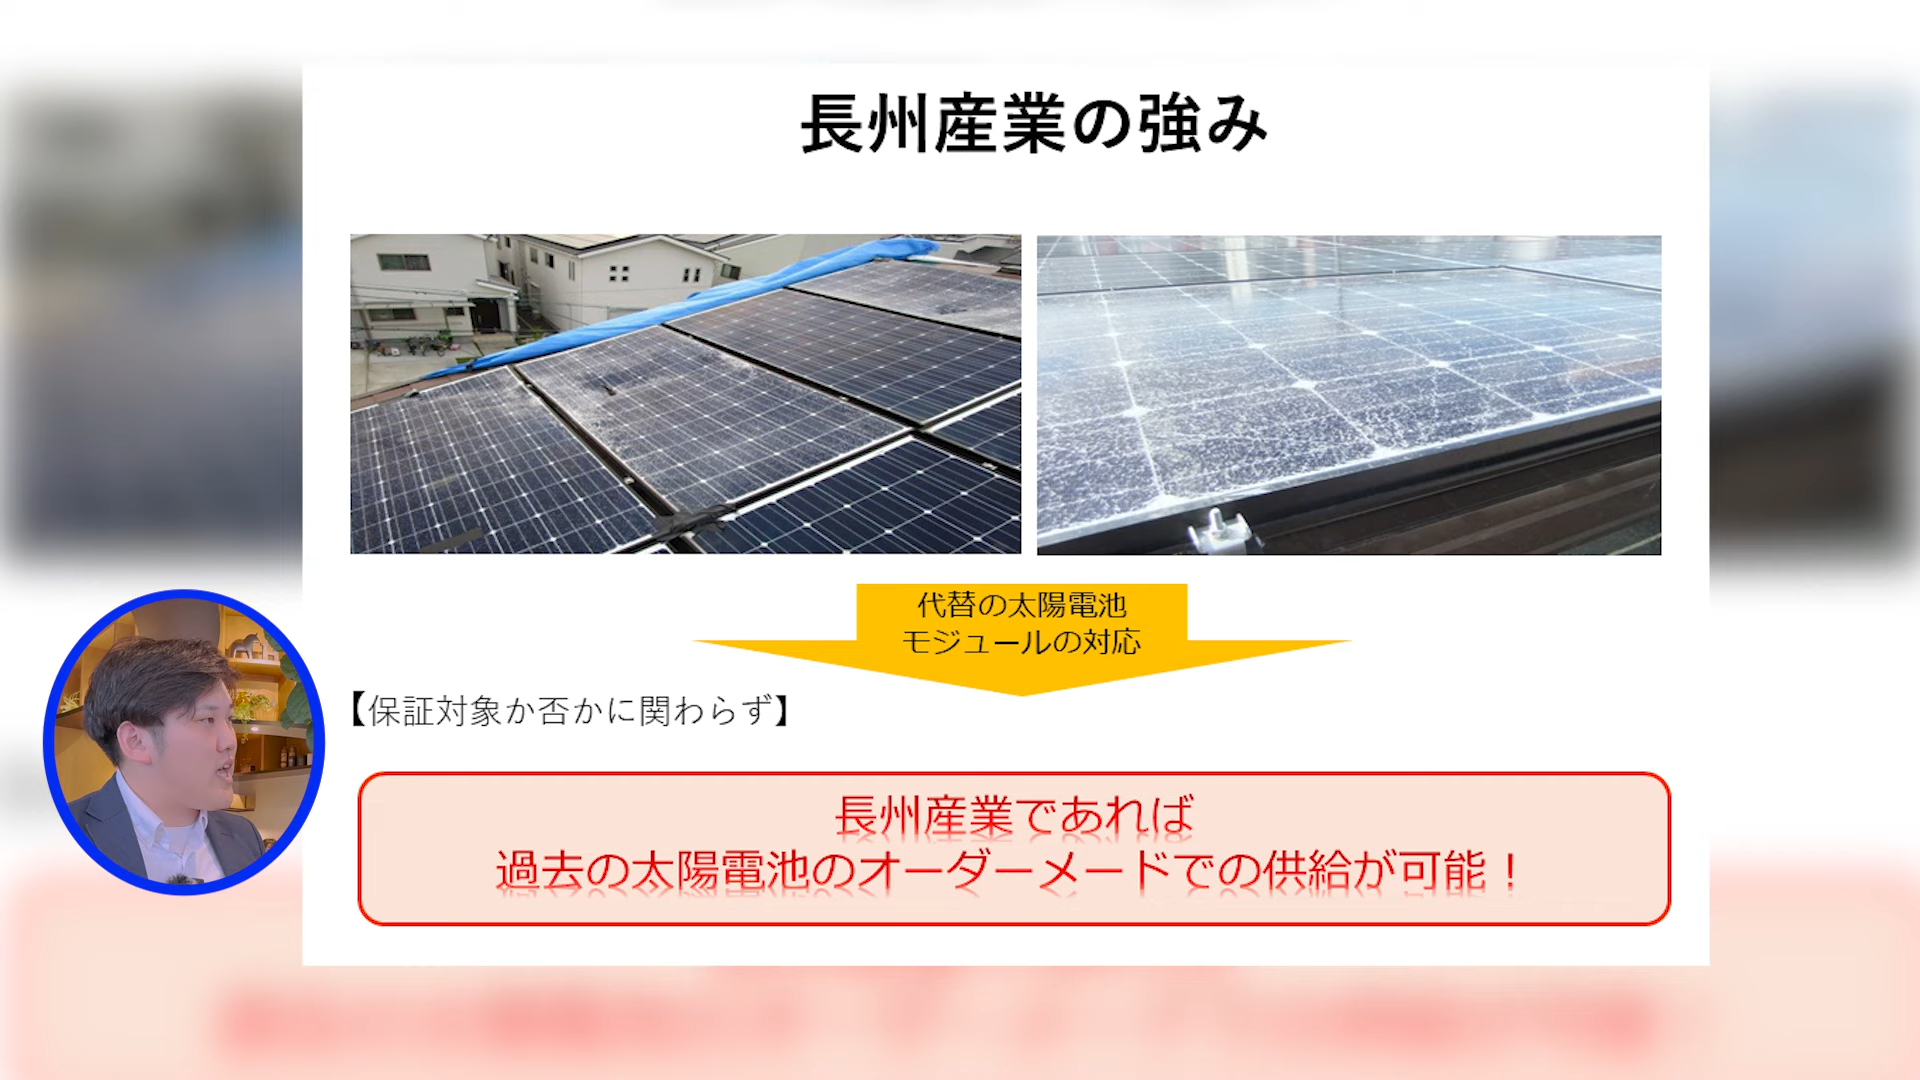 長州産業の強み
代替の太陽電池
モジュールの対応
【保証対象か否かに関わらず】
長州産業であれば
過去の太陽電池のオーダーメードでの供給が可能！